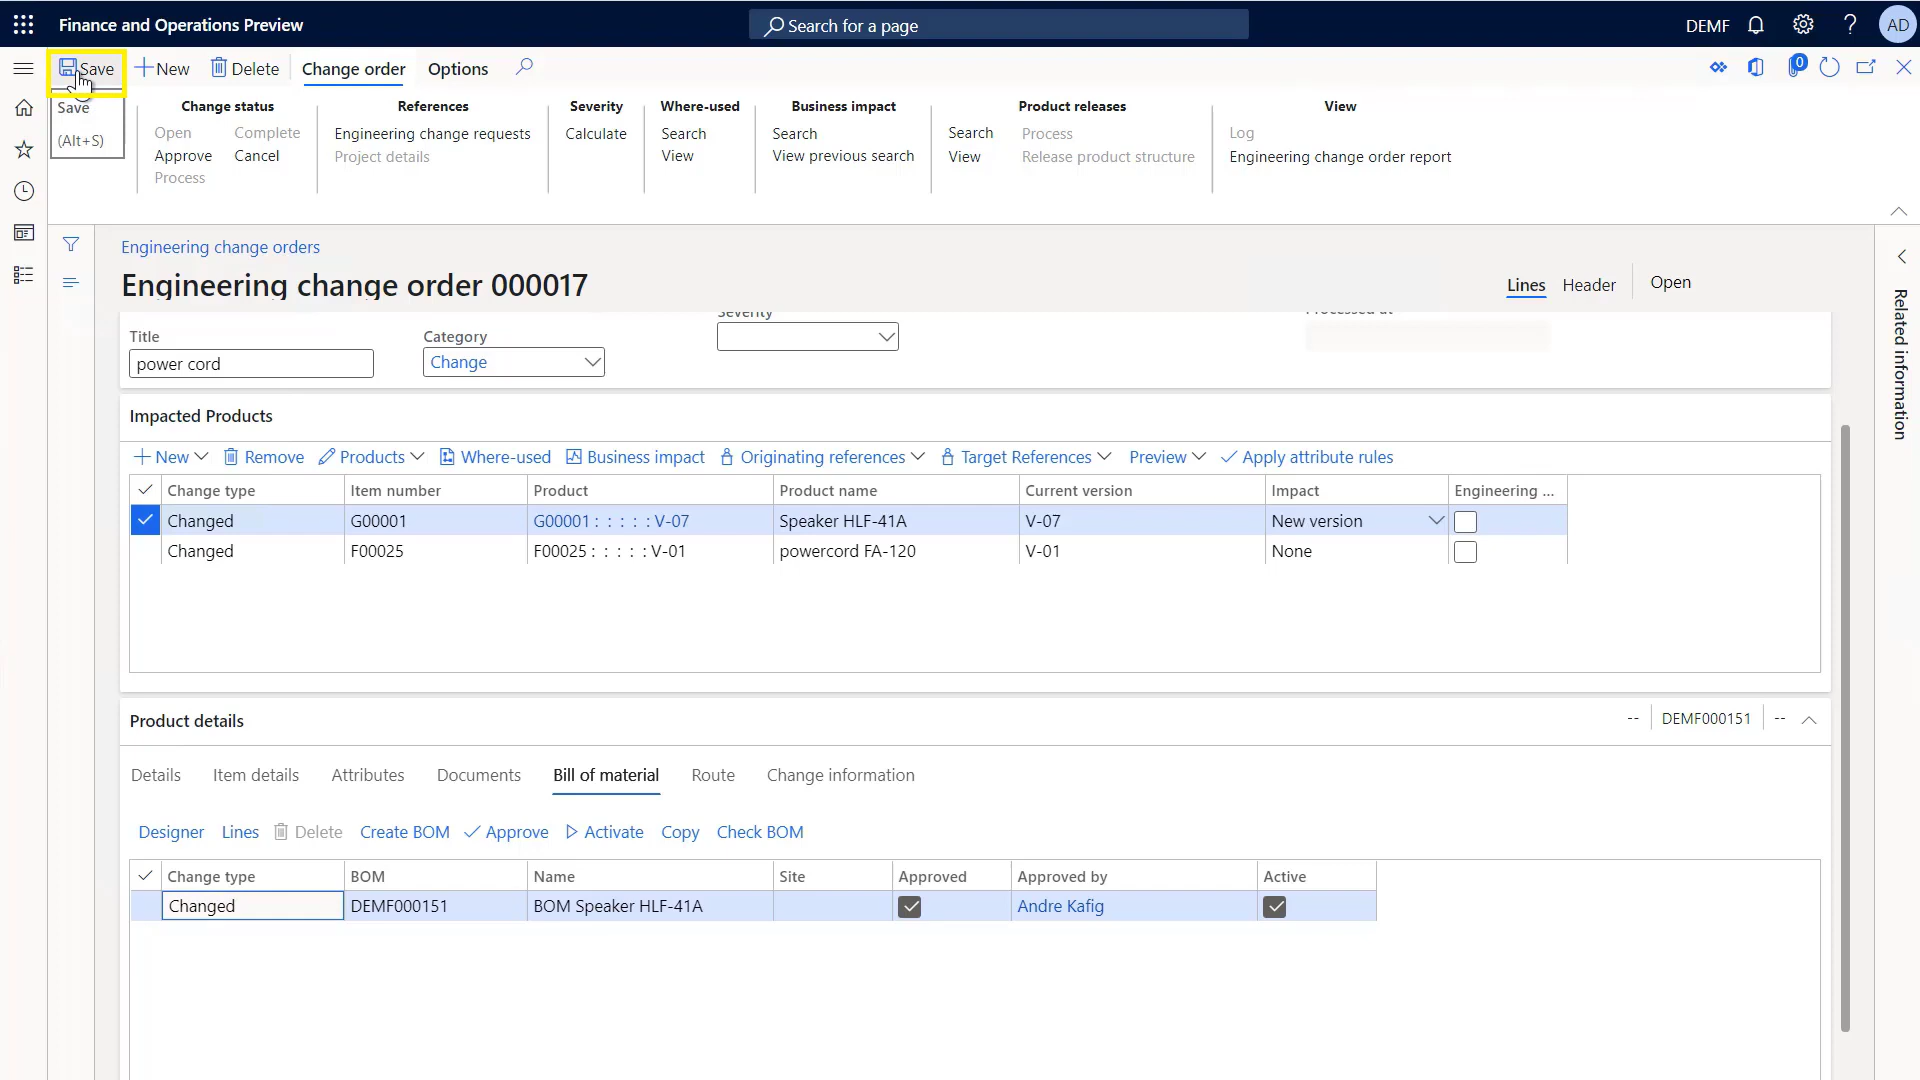 Finance and Operations Preview
Search for a page
DEMF
AD
Save
New
Delete
Change order
Options
0
Save
(Alt+S)
Change status
Open
Complete
Approve
Cancel
Process
References
Engineering change requests
Project details
Severity
Calculate
Where-used
Search
View
Business impact
Search
View previous search
Product releases
Search
Process
View
Release product structure
View
Log
Engineering change order report
Engineering change orders
Engineering change order 000017
Lines
Header
Open
Related information
Title
power cord
Category
Change
Severity
Processed at
Impacted Products
New
Remove
Products
Where-used
Business impact
Originating references
Target References
Preview
Apply attribute rules
Change type Item number Product Product name Current version Impact Engineering ...
Changed G00001 G00001 : : : : : V-07 Speaker HLF-41A V-07 New version
Changed F00025 F00025 : : : : : V-01 powercord FA-120 V-01 None
Product details
-- DEMF000151 --
Details
Item details
Attributes
Documents
Bill of material
Route
Change information
Designer
Lines
Delete
Create BOM
Approve
Activate
Copy
Check BOM
Change type BOM Name Site Approved Approved by Active
Changed DEMF000151 BOM Speaker HLF-41A Andre Kafig